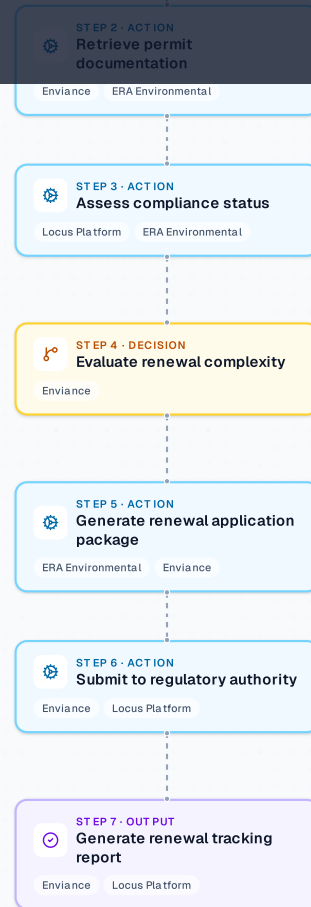 STEP 2 · ACTION
Retrieve permit
documentation
Enviance ERA Environmental
STEP 3 · ACTION
Assess compliance status
Locus Platform ERA Environmental
STEP 4 · DECISION
Evaluate renewal complexity
Enviance
STEP 5 · ACTION
Generate renewal application
package
ERA Environmental Enviance
STEP 6 · ACTION
Submit to regulatory authority
Enviance Locus Platform
STEP 7 · OUTPUT
Generate renewal tracking
report
Enviance Locus Platform